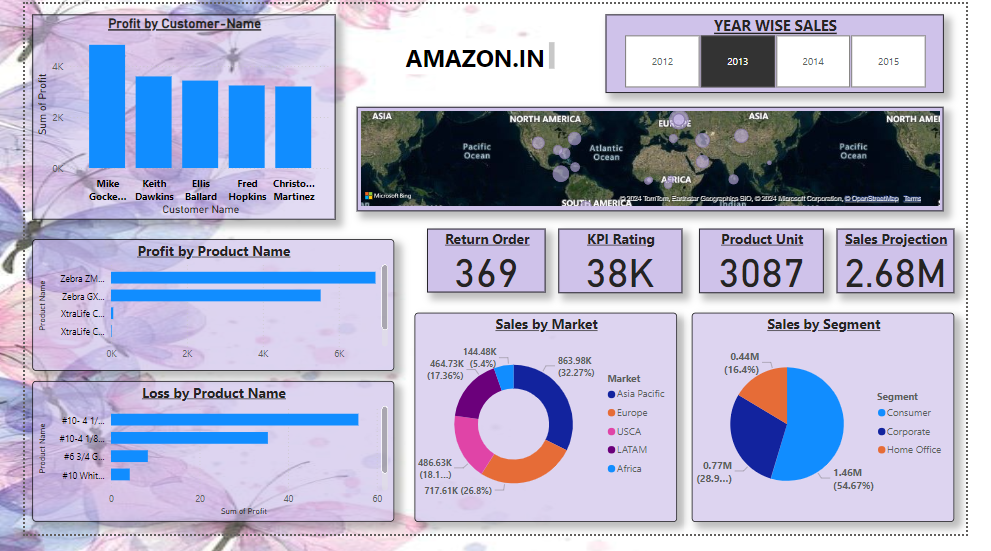 Profit by Customer-Name
Sum of Profit
4K
2K
0K
Mike
Gocke...
Keith
Dawkins
Ellis
Ballard
Fred
Hopkins
Christo...
Martinez
Customer Name
AMAZON.IN
YEAR WISE SALES
2012
2013
2014
2015
ASIA
NORTH AMERICA
EUROPE
ASIA
NORTH AME
Pacific
Ocean
Atlantic
Ocean
Pacific
Ocean
AFRICA
SOUTH AMERICA
Indian
Microsoft Bing
© 2024 TomTom, Earthstar Geographics SIO, © 2024 Microsoft Corporation, © OpenStreetMap Terms
Return Order
369
KPI Rating
38K
Product Unit
3087
Sales Projection
2.68M
Profit by Product Name
Product Name
Zebra ZM...
Zebra GX...
XtraLife C...
XtraLife C...
0K
2K
4K
6K
Loss by Product Name
Product Name
#10- 4 1/...
#10-4 1/8...
#6 3/4 G...
#10 Whit...
0
20
40
60
Sum of Profit
Sales by Market
144.48K
(5.4%)
863.98K
(32.27%)
464.73K
(17.36%)
486.63K
(18.1...)
717.61K (26.8%)
Market
Asia Pacific
Europe
USCA
LATAM
Africa
Sales by Segment
0.44M
(16.4%)
0.77M
(28.9...)
1.46M
(54.67%)
Segment
Consumer
Corporate
Home Office